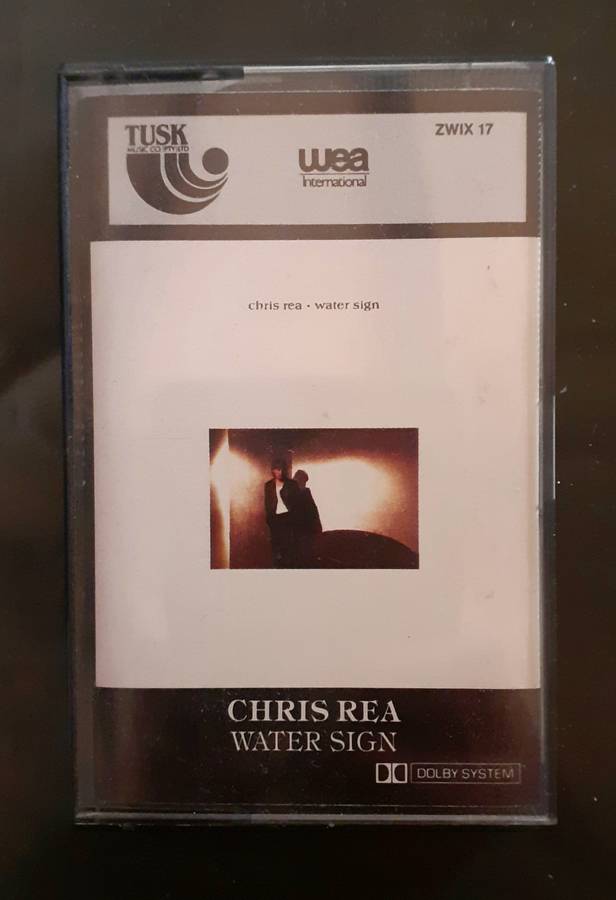 TUSK
MUSIC CO (PTY) LTD
wea
International
ZWIX 17
chris rea • water sign
CHRIS REA
WATER SIGN
DOLBY SYSTEM